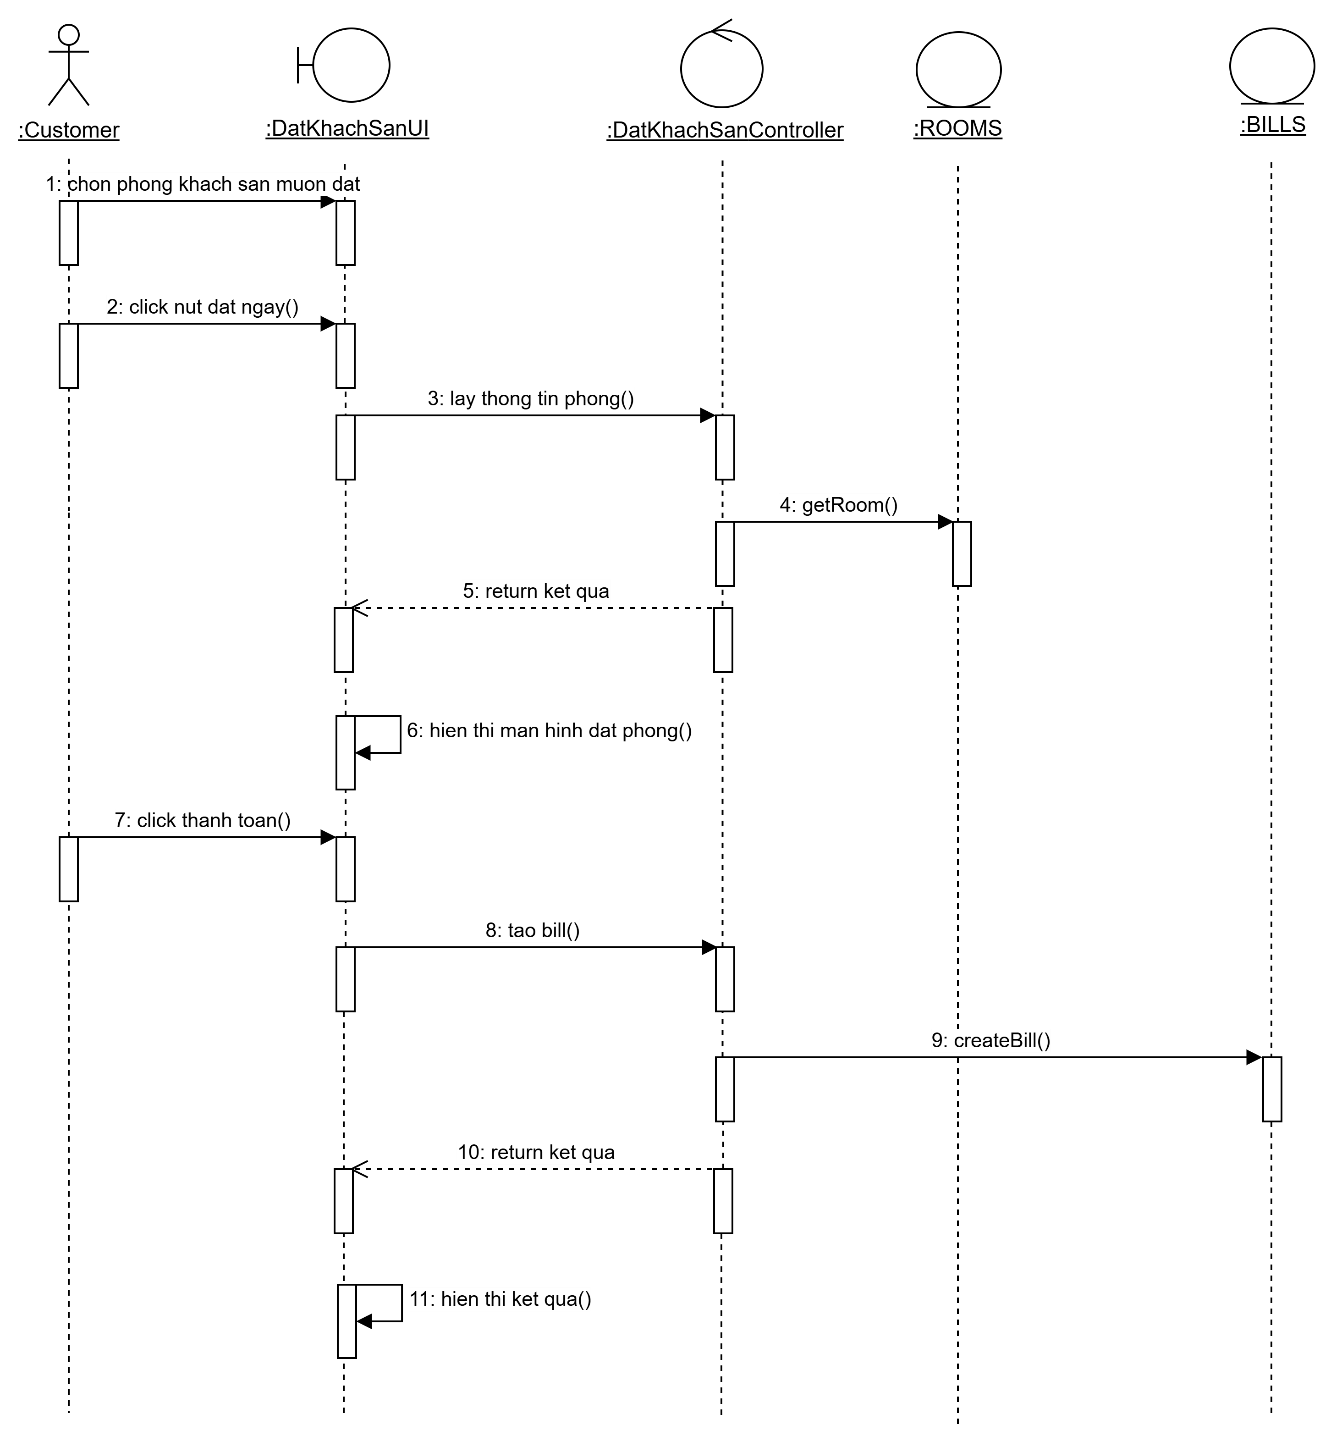 :Customer
:DatKhachSanUI
:DatKhachSanController
:ROOMS
:BILLS
1: chon phong khach san muon dat
2: click nut dat ngay()
3: lay thong tin phong()
4: getRoom()
5: return ket qua
6: hien thi man hinh dat phong()
7: click thanh toan()
8: tao bill()
9: createBill()
10: return ket qua
11: hien thi ket qua()